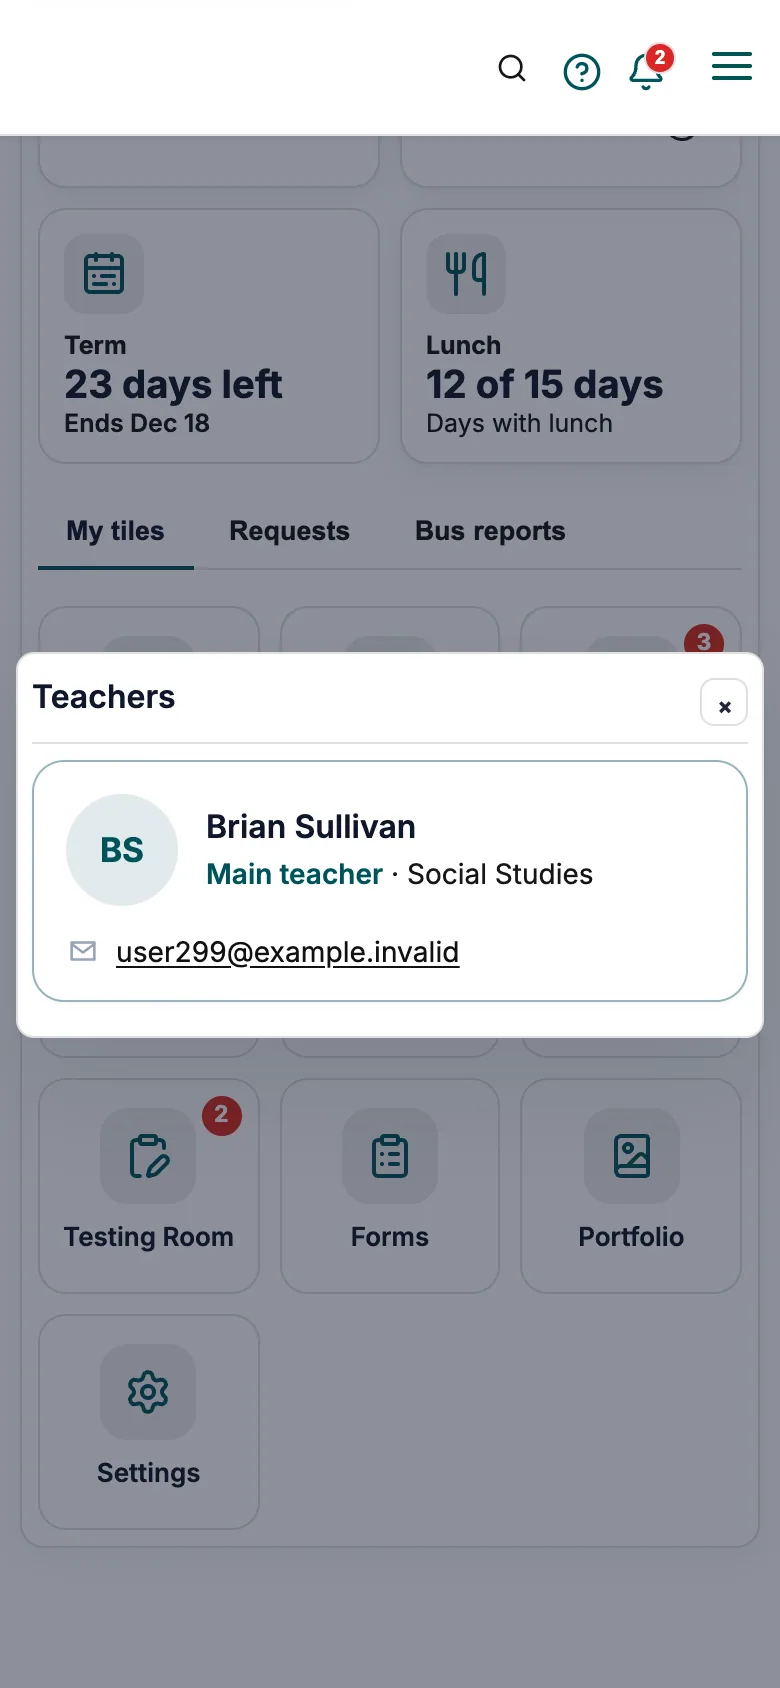 2
Term
23 days left
Ends Dec 18
Lunch
12 of 15 days
Days with lunch
My tiles
Requests
Bus reports
3
Teachers
×
BS
Brian Sullivan
Main teacher · Social Studies
user299@example.invalid
2
Testing Room
Forms
Portfolio
Settings